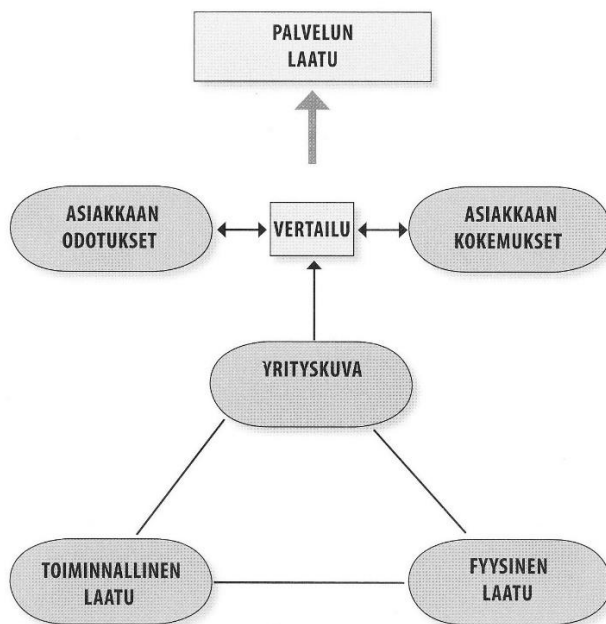 PALVELUN
LAATU
ASIAKKAAN
ODOTUKSET
VERTAILU
ASIAKKAAN
KOKEMUKSET
YRITYSKUVA
TOIMINNALLINEN
LAATU
FYYSINEN
LAATU